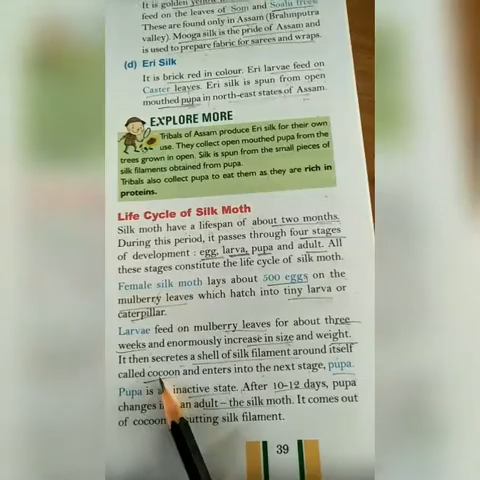 It is golden yellow
feed on the leaves of Som and Soalu trees
These are found only in Assam (Brahmputra
valley). Mooga silk is the pride of Assam and
is used to prepare fabric for sarees and wraps.
(d) Eri Silk
It is brick red in colour. Eri larvae feed on
Caster leaves. Eri silk is spun from open
mouthed pupa in north-east states of Assam.
EXPLORE MORE
Tribals of Assam produce Eri silk for their own
use. They collect open mouthed pupa from the
trees grown in open. Silk is spun from the small pieces of
silk filaments obtained from pupa.
Tribals also collect pupa to eat them as they are rich in
proteins.
Life Cycle of Silk Moth
Silk moth have a lifespan of about two months.
During this period, it passes through four stages
of development : egg, larva, pupa and adult. All
these stages constitute the life cycle of silk moth.
Female silk moth lays about 500 eggs on the
mulberry leaves which hatch into tiny larva or
caterpillar.
Larvae feed on mulberry leaves for about three
weeks and enormously increase in size and weight.
It then secretes a shell of silk filament around itself
called cocoon and enters into the next stage, pupa.
Pupa is inactive state. After 10–12 days, pupa
changes an adult – the silk moth. It comes out
of cocoon cutting silk filament.
39